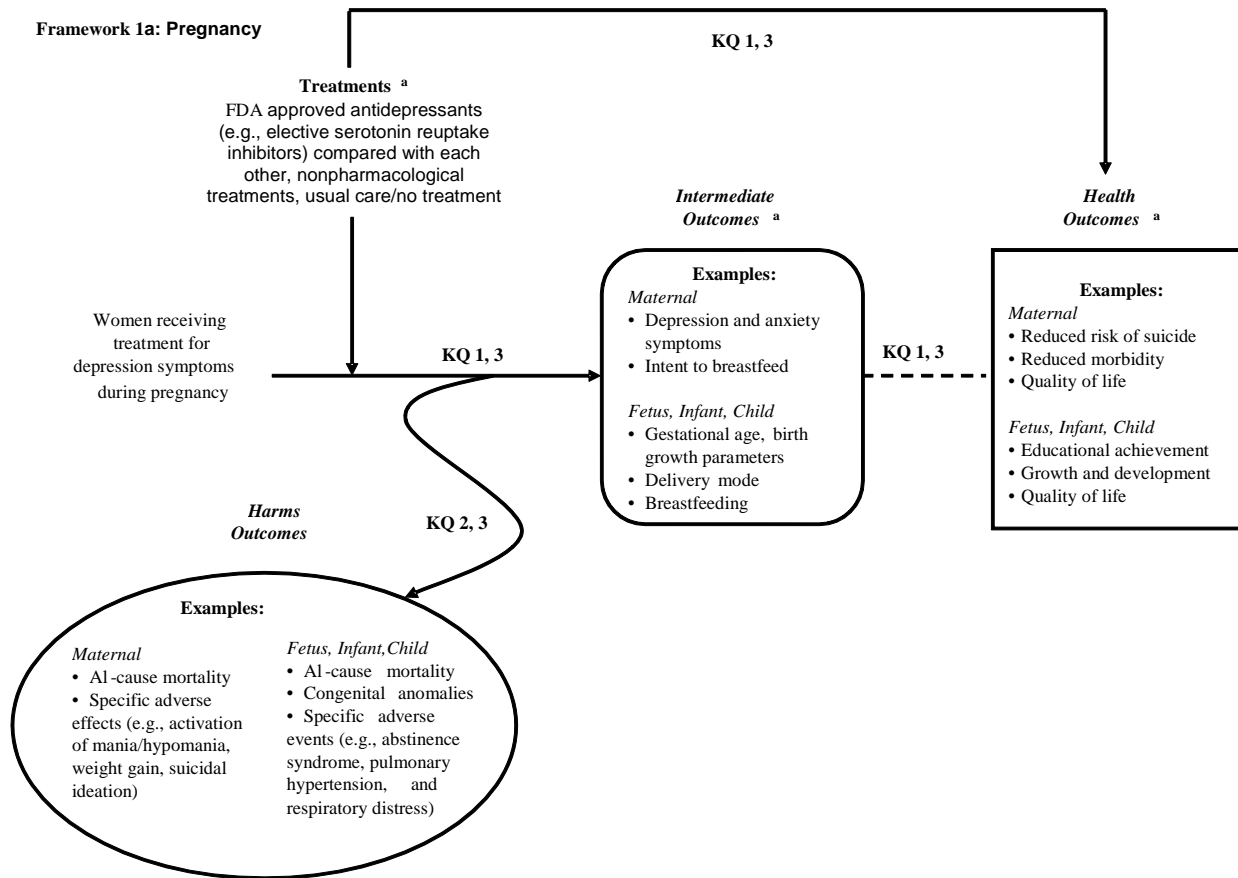 Framework 1a: Pregnancy
KQ 1, 3
Treatments a
FDA approved antidepressants
(e.g., elective serotonin reuptake
inhibitors) compared with each
other, nonpharmacological
treatments, usual care/no treatment
Women receiving
treatment for
depression symptoms
during pregnancy
KQ 1, 3
Intermediate
Outcomes a
Examples:
Maternal
• Depression and anxiety
symptoms
• Intent to breastfeed
Fetus, Infant, Child
• Gestational age, birth
growth parameters
• Delivery mode
• Breastfeeding
KQ 1, 3
Health
Outcomes a
Examples:
Maternal
• Reduced risk of suicide
• Reduced morbidity
• Quality of life
Fetus, Infant, Child
• Educational achievement
• Growth and development
• Quality of life
KQ 2, 3
Harms
Outcomes
Examples:
Maternal
• Al-cause mortality
• Specific adverse
effects (e.g., activation
of mania/hypomania,
weight gain, suicidal
ideation)
Fetus, Infant,Child
• Al-cause mortality
• Congenital anomalies
• Specific adverse
events (e.g., abstinence
syndrome, pulmonary
hypertension, and
respiratory distress)